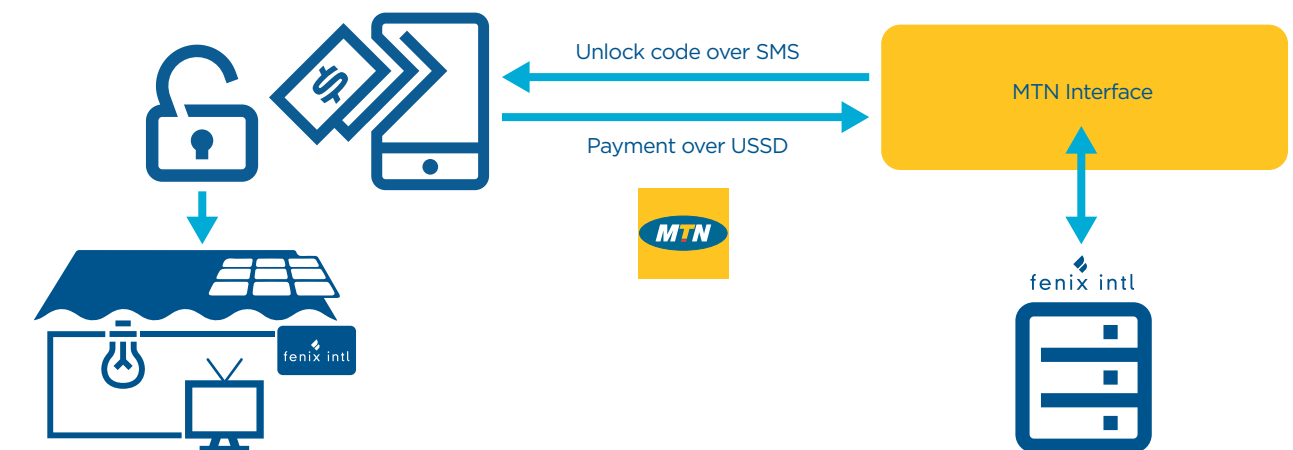 Unlock code over SMS
MTN Interface
Payment over USSD
MTN
fenix intl
fenix intl
$